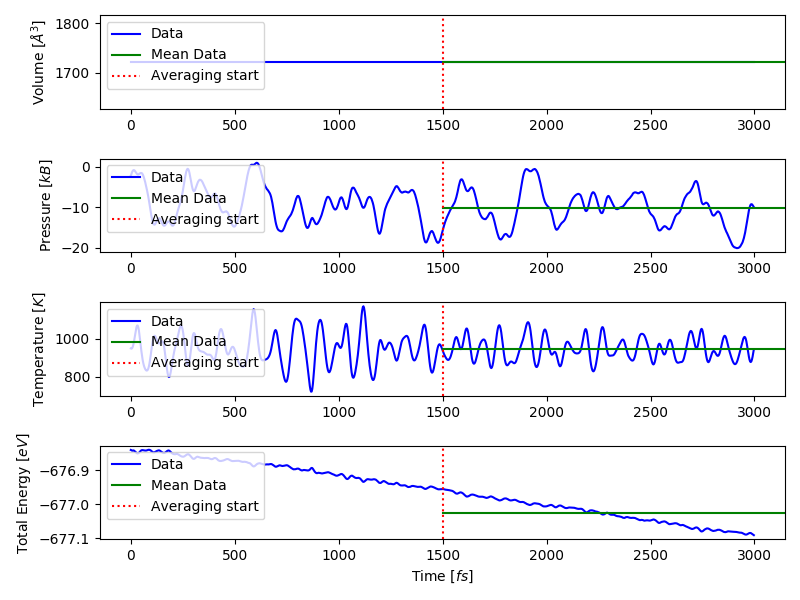 Volume [Å³]
1800
1700
Data
Mean Data
Averaging start
0 500 1000 1500 2000 2500 3000
Pressure [kB]
0
−10
−20
Data
Mean Data
Averaging start
0 500 1000 1500 2000 2500 3000
Temperature [K]
1000
800
Data
Mean Data
Averaging start
0 500 1000 1500 2000 2500 3000
Total Energy [eV]
−676.9
−677.0
−677.1
Data
Mean Data
Averaging start
0 500 1000 1500 2000 2500 3000
Time [fs]